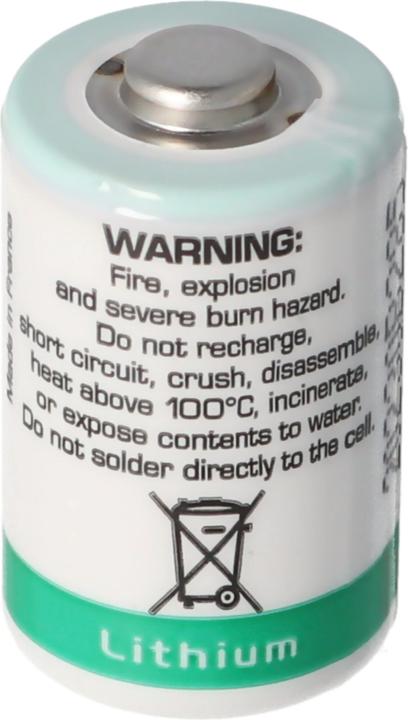 WARNING:
Fire, explosion
and severe burn hazard.
Do not recharge,
short circuit, crush, disassemble,
heat above 100°C, incinerate,
or expose contents to water.
Do not solder directly to the cell.
Made in France
Lithium